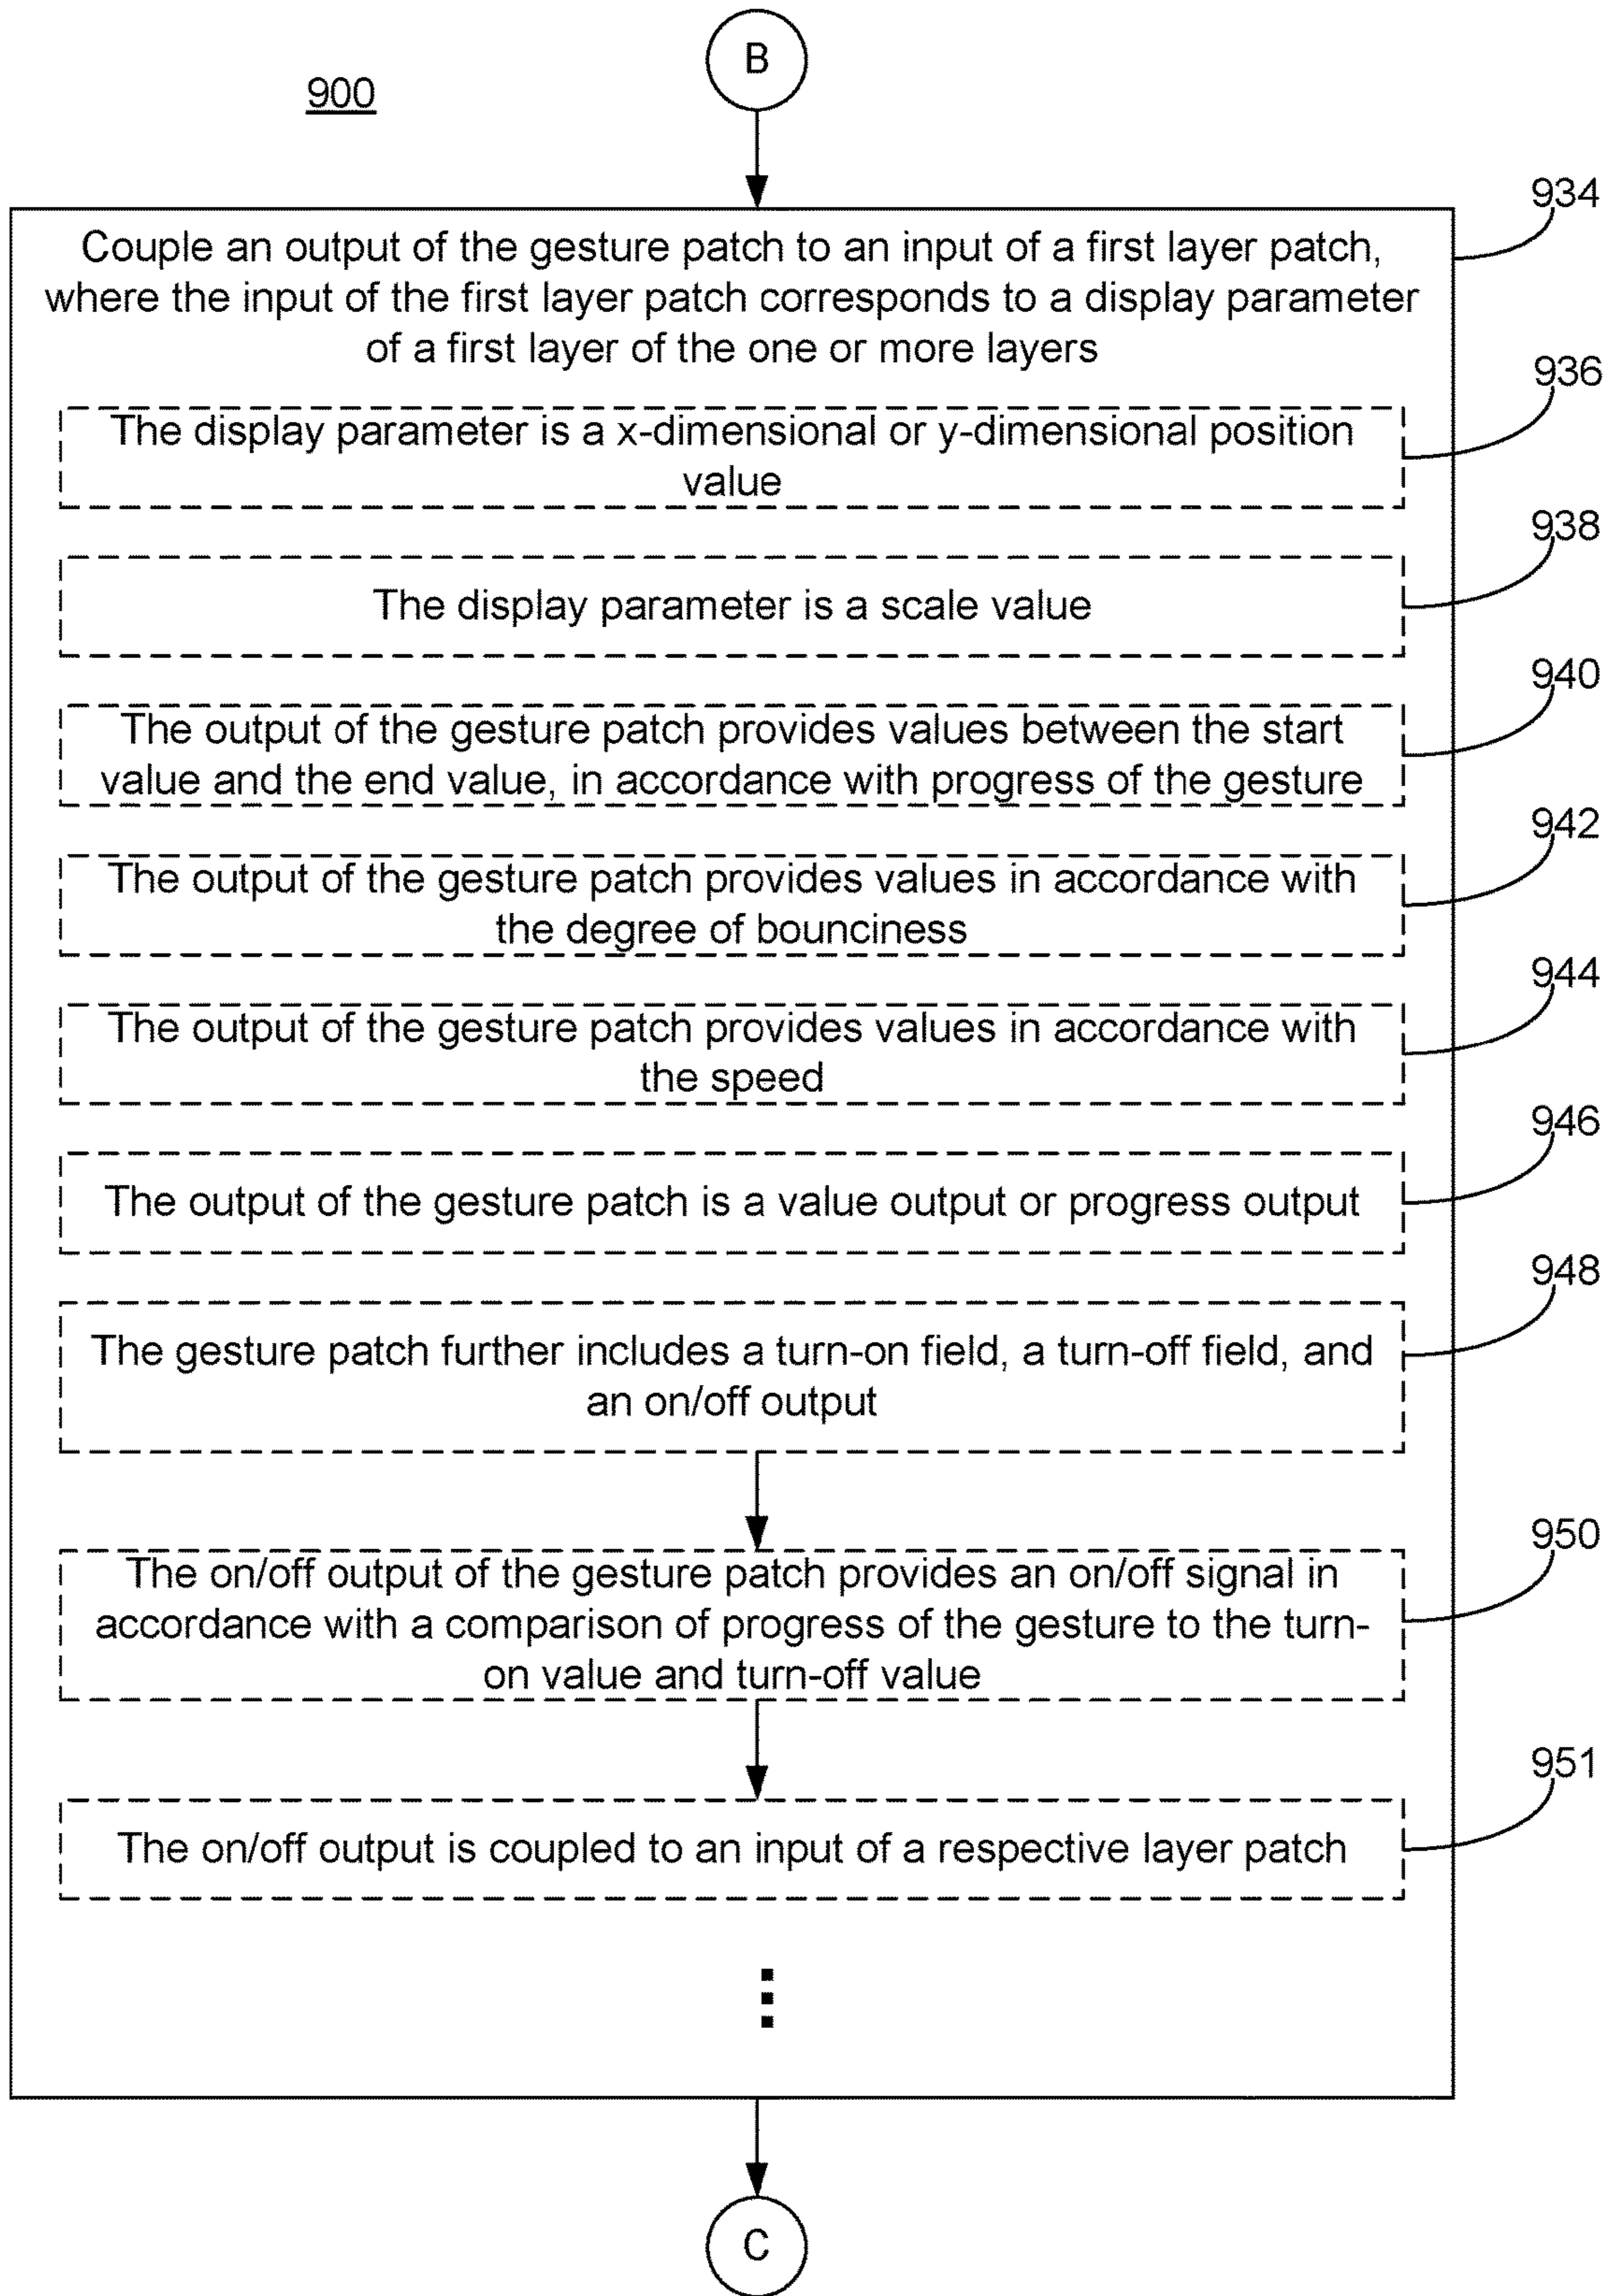 B
900
934
Couple an output of the gesture patch to an input of a first layer patch,
where the input of the first layer patch corresponds to a display parameter
of a first layer of the one or more layers
936
The display parameter is a x-dimensional or y-dimensional position
value
938
The display parameter is a scale value
940
The output of the gesture patch provides values between the start
value and the end value, in accordance with progress of the gesture
942
The output of the gesture patch provides values in accordance with
the degree of bounciness
944
The output of the gesture patch provides values in accordance with
the speed
946
The output of the gesture patch is a value output or progress output
948
The gesture patch further includes a turn-on field, a turn-off field, and
an on/off output
950
The on/off output of the gesture patch provides an on/off signal in
accordance with a comparison of progress of the gesture to the turn-
on value and turn-off value
951
The on/off output is coupled to an input of a respective layer patch
C